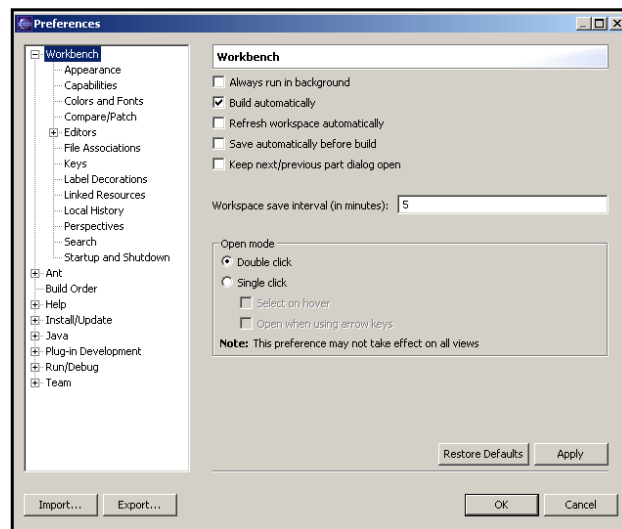 Preferences
Workbench
Appearance
Capabilities
Colors and Fonts
Compare/Patch
Editors
File Associations
Keys
Label Decorations
Linked Resources
Local History
Perspectives
Search
Startup and Shutdown
Ant
Build Order
Help
Install/Update
Java
Plug-in Development
Run/Debug
Team
Workbench
Always run in background
Build automatically
Refresh workspace automatically
Save automatically before build
Keep next/previous part dialog open
Workspace save interval (in minutes): 5
Open mode
Double click
Single click
Select on hover
Open when using arrow keys
Note: This preference may not take effect on all views
Restore Defaults Apply
Import... Export... OK Cancel